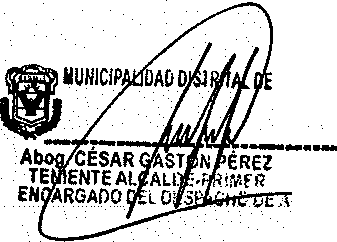 MUNICIPALIDAD DISTRITAL DE
Abog. CÉSAR GASTÓN PÉREZ
TENIENTE ALCALDE-PRIMER
ENCARGADO DEL DESPACHO DE A